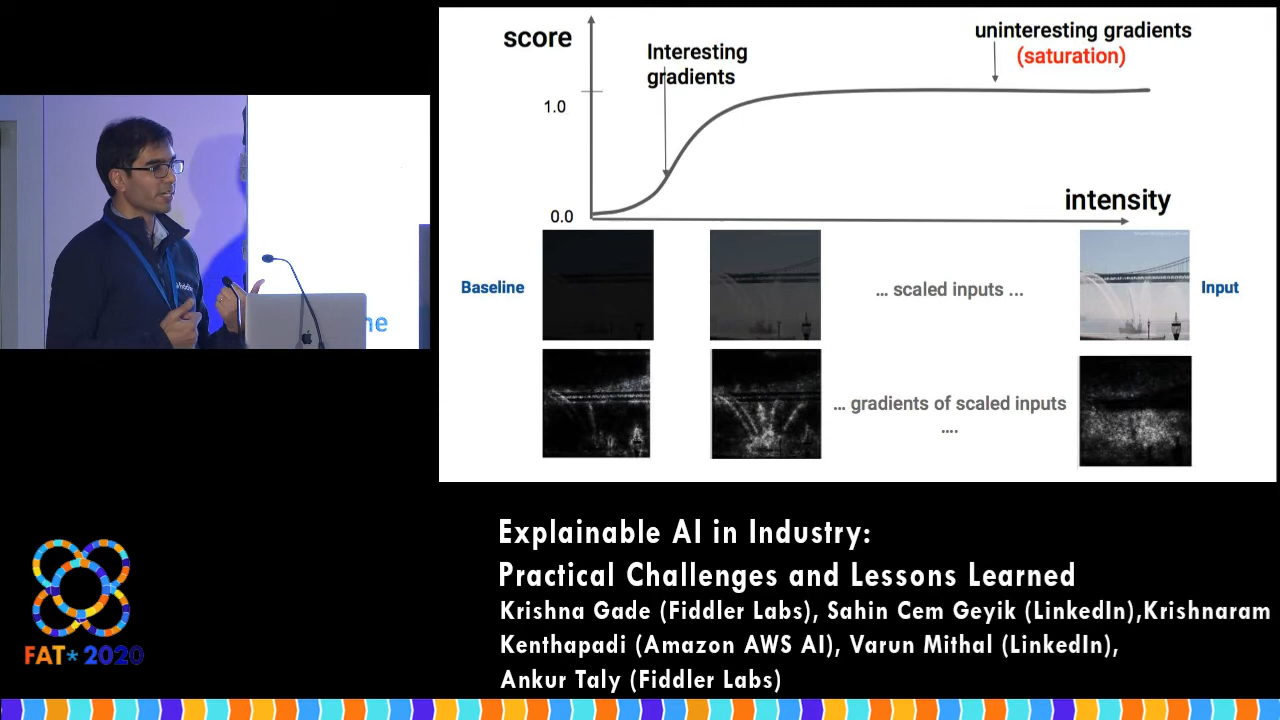 score
Interesting
gradients
uninteresting gradients
(saturation)
1.0
0.0
intensity
Baseline
... scaled inputs ...
Input
... gradients of scaled inputs
....
Explainable AI in Industry:
Practical Challenges and Lessons Learned
Krishna Gade (Fiddler Labs), Sahin Cem Geyik (LinkedIn),Krishnaram
Kenthapadi (Amazon AWS AI), Varun Mithal (LinkedIn),
Ankur Taly (Fiddler Labs)
FAT* 2020